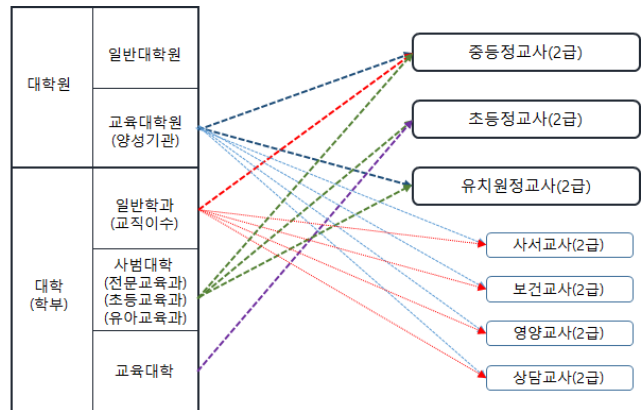 대학원
일반대학원
교육대학원
(양성기관)
대학
(학부)
일반학과
(교직이수)
사범대학
(전문교육과)
(초등교육과)
(유아교육과)
교육대학
중등정교사(2급)
초등정교사(2급)
유치원정교사(2급)
사서교사(2급)
보건교사(2급)
영양교사(2급)
상담교사(2급)